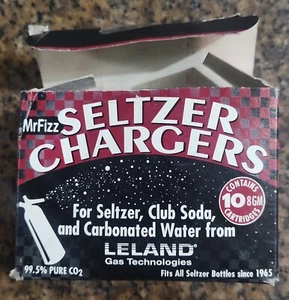 MrFizz SELTZER
CHARGERS
CONTAINS
10 8GM
CARTRIDGES
For Seltzer, Club Soda,
and Carbonated Water from
LELAND®
Gas Technologies
99.5% PURE CO2
Fits All Seltzer Bottles since 1965